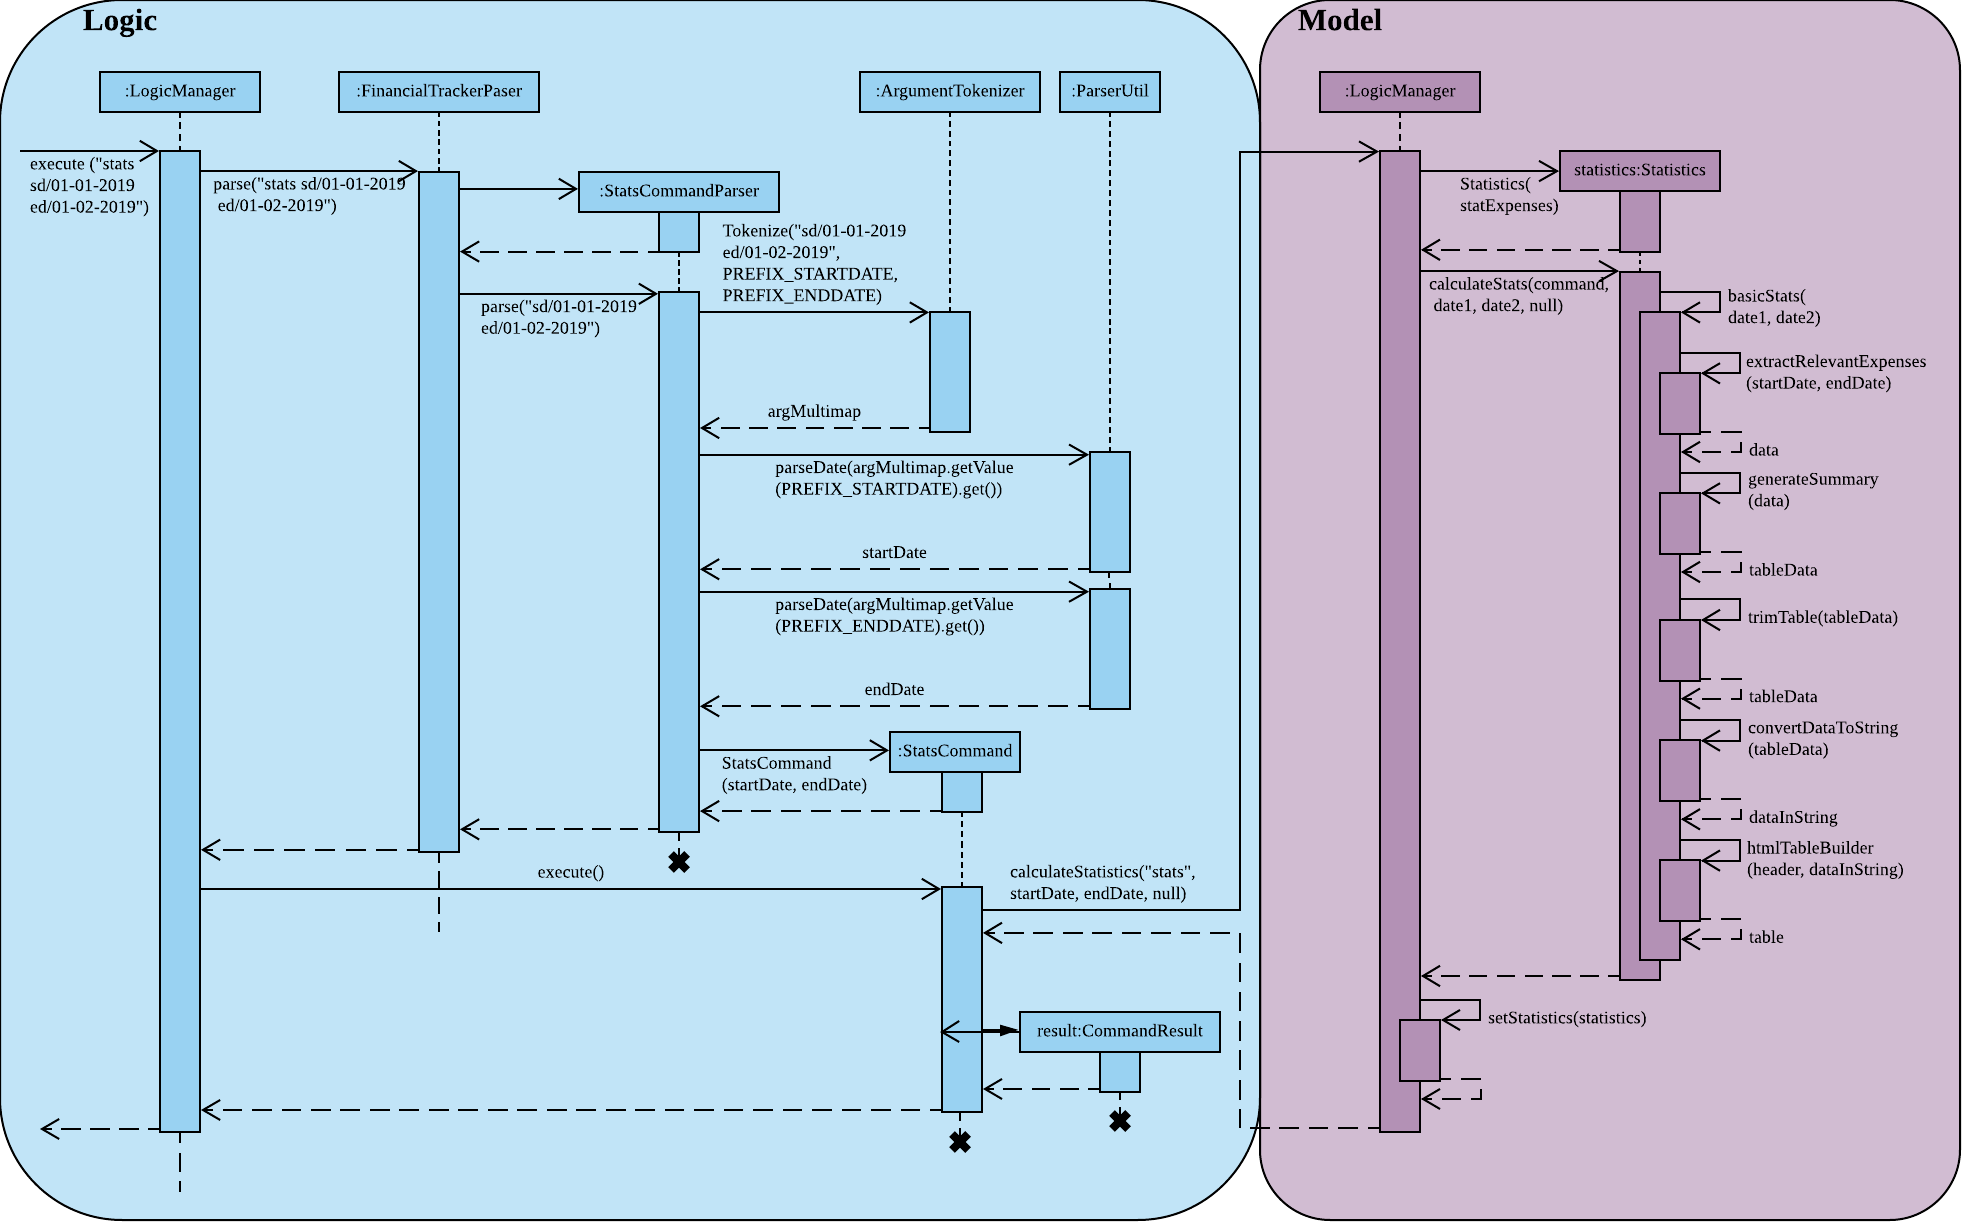 Logic
Model
:LogicManager
:FinancialTrackerPaser
:ArgumentTokenizer
:ParserUtil
:LogicManager
execute ("stats
sd/01-01-2019
ed/01-02-2019")
parse("stats sd/01-01-2019
ed/01-02-2019")
:StatsCommandParser
Tokenize("sd/01-01-2019
ed/01-02-2019",
PREFIX_STARTDATE,
PREFIX_ENDDATE)
parse("sd/01-01-2019
ed/01-02-2019")
argMultimap
parseDate(argMultimap.getValue
(PREFIX_STARTDATE).get())
startDate
parseDate(argMultimap.getValue
(PREFIX_ENDDATE).get())
endDate
:StatsCommand
StatsCommand
(startDate, endDate)
execute()
calculateStatistics("stats",
startDate, endDate, null)
result:CommandResult
statistics:Statistics
Statistics(
statExpenses)
calculateStats(command,
date1, date2, null)
basicStats(
date1, date2)
extractRelevantExpenses
(startDate, endDate)
data
generateSummary
(data)
tableData
trimTable(tableData)
tableData
convertDataToString
(tableData)
dataInString
htmlTableBuilder
(header, dataInString)
table
setStatistics(statistics)